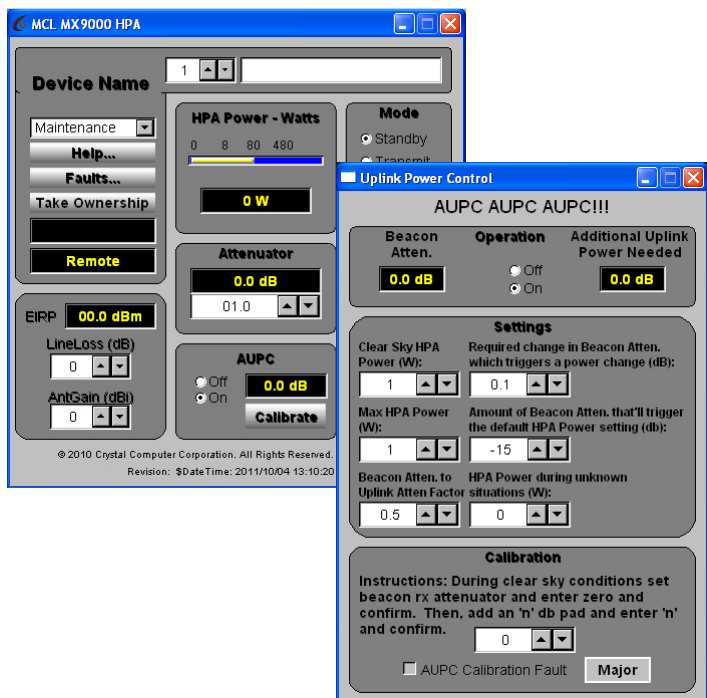 MCL MX9000 HPA
Device Name
1
Maintenance
Help...
Faults...
Take Ownership
Remote
HPA Power - Watts
0 8 80 480
0 W
Mode
Standby
Transmit
Attenuator
0.0 dB
01.0
EIRP 00.0 dBm
LineLoss (dB)
0
AntGain (dBi)
0
AUPC
Off
On
0.0 dB
Calibrate
© 2010 Crystal Computer Corporation. All Rights Reserved.
Revision: $DateTime: 2011/10/04 13:10:20
Uplink Power Control
AUPC AUPC AUPC!!!
Beacon
Atten.
0.0 dB
Operation
Off
On
Additional Uplink
Power Needed
0.0 dB
Settings
Clear Sky HPA
Power (W):
1
Required change in Beacon Atten.
which triggers a power change (dB):
0.1
Max HPA Power
(W):
1
Amount of Beacon Atten. that'll trigger
the default HPA Power setting (db):
-15
Beacon Atten. to
Uplink Atten Factor
0.5
HPA Power during unknown
situations (W):
0
Calibration
Instructions: During clear sky conditions set
beacon rx attenuator and enter zero and
confirm. Then, add an 'n' db pad and enter 'n'
and confirm.
0
AUPC Calibration Fault
Major